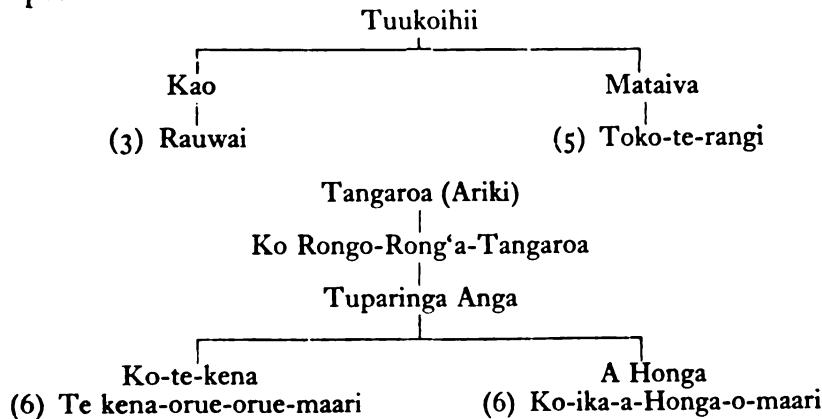 Tuukoihii
Kao Mataiva
(3) Rauwai (5) Toko-te-rangi
Tangaroa (Ariki)
Ko Rongo-Rong‘a-Tangaroa
Tuparinga Anga
Ko-te-kena A Honga
(6) Te kena-orue-orue-maari (6) Ko-ika-a-Honga-o-maari